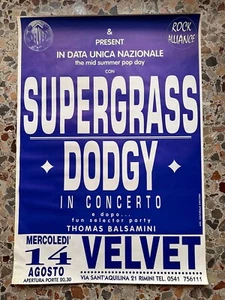 ROCK
ALLIANCE
&
PRESENT
IN DATA UNICA NAZIONALE
the mid summer pop day
CON
SUPERGRASS
DODGY
IN CONCERTO
e dopo...
fun selector party
THOMAS BALSAMINI
MERCOLEDI'
14
AGOSTO
APERTURA PORTE 20,30
VELVET
VIA SANT'AQUILINA 21 RIMINI TEL. 0541 756111